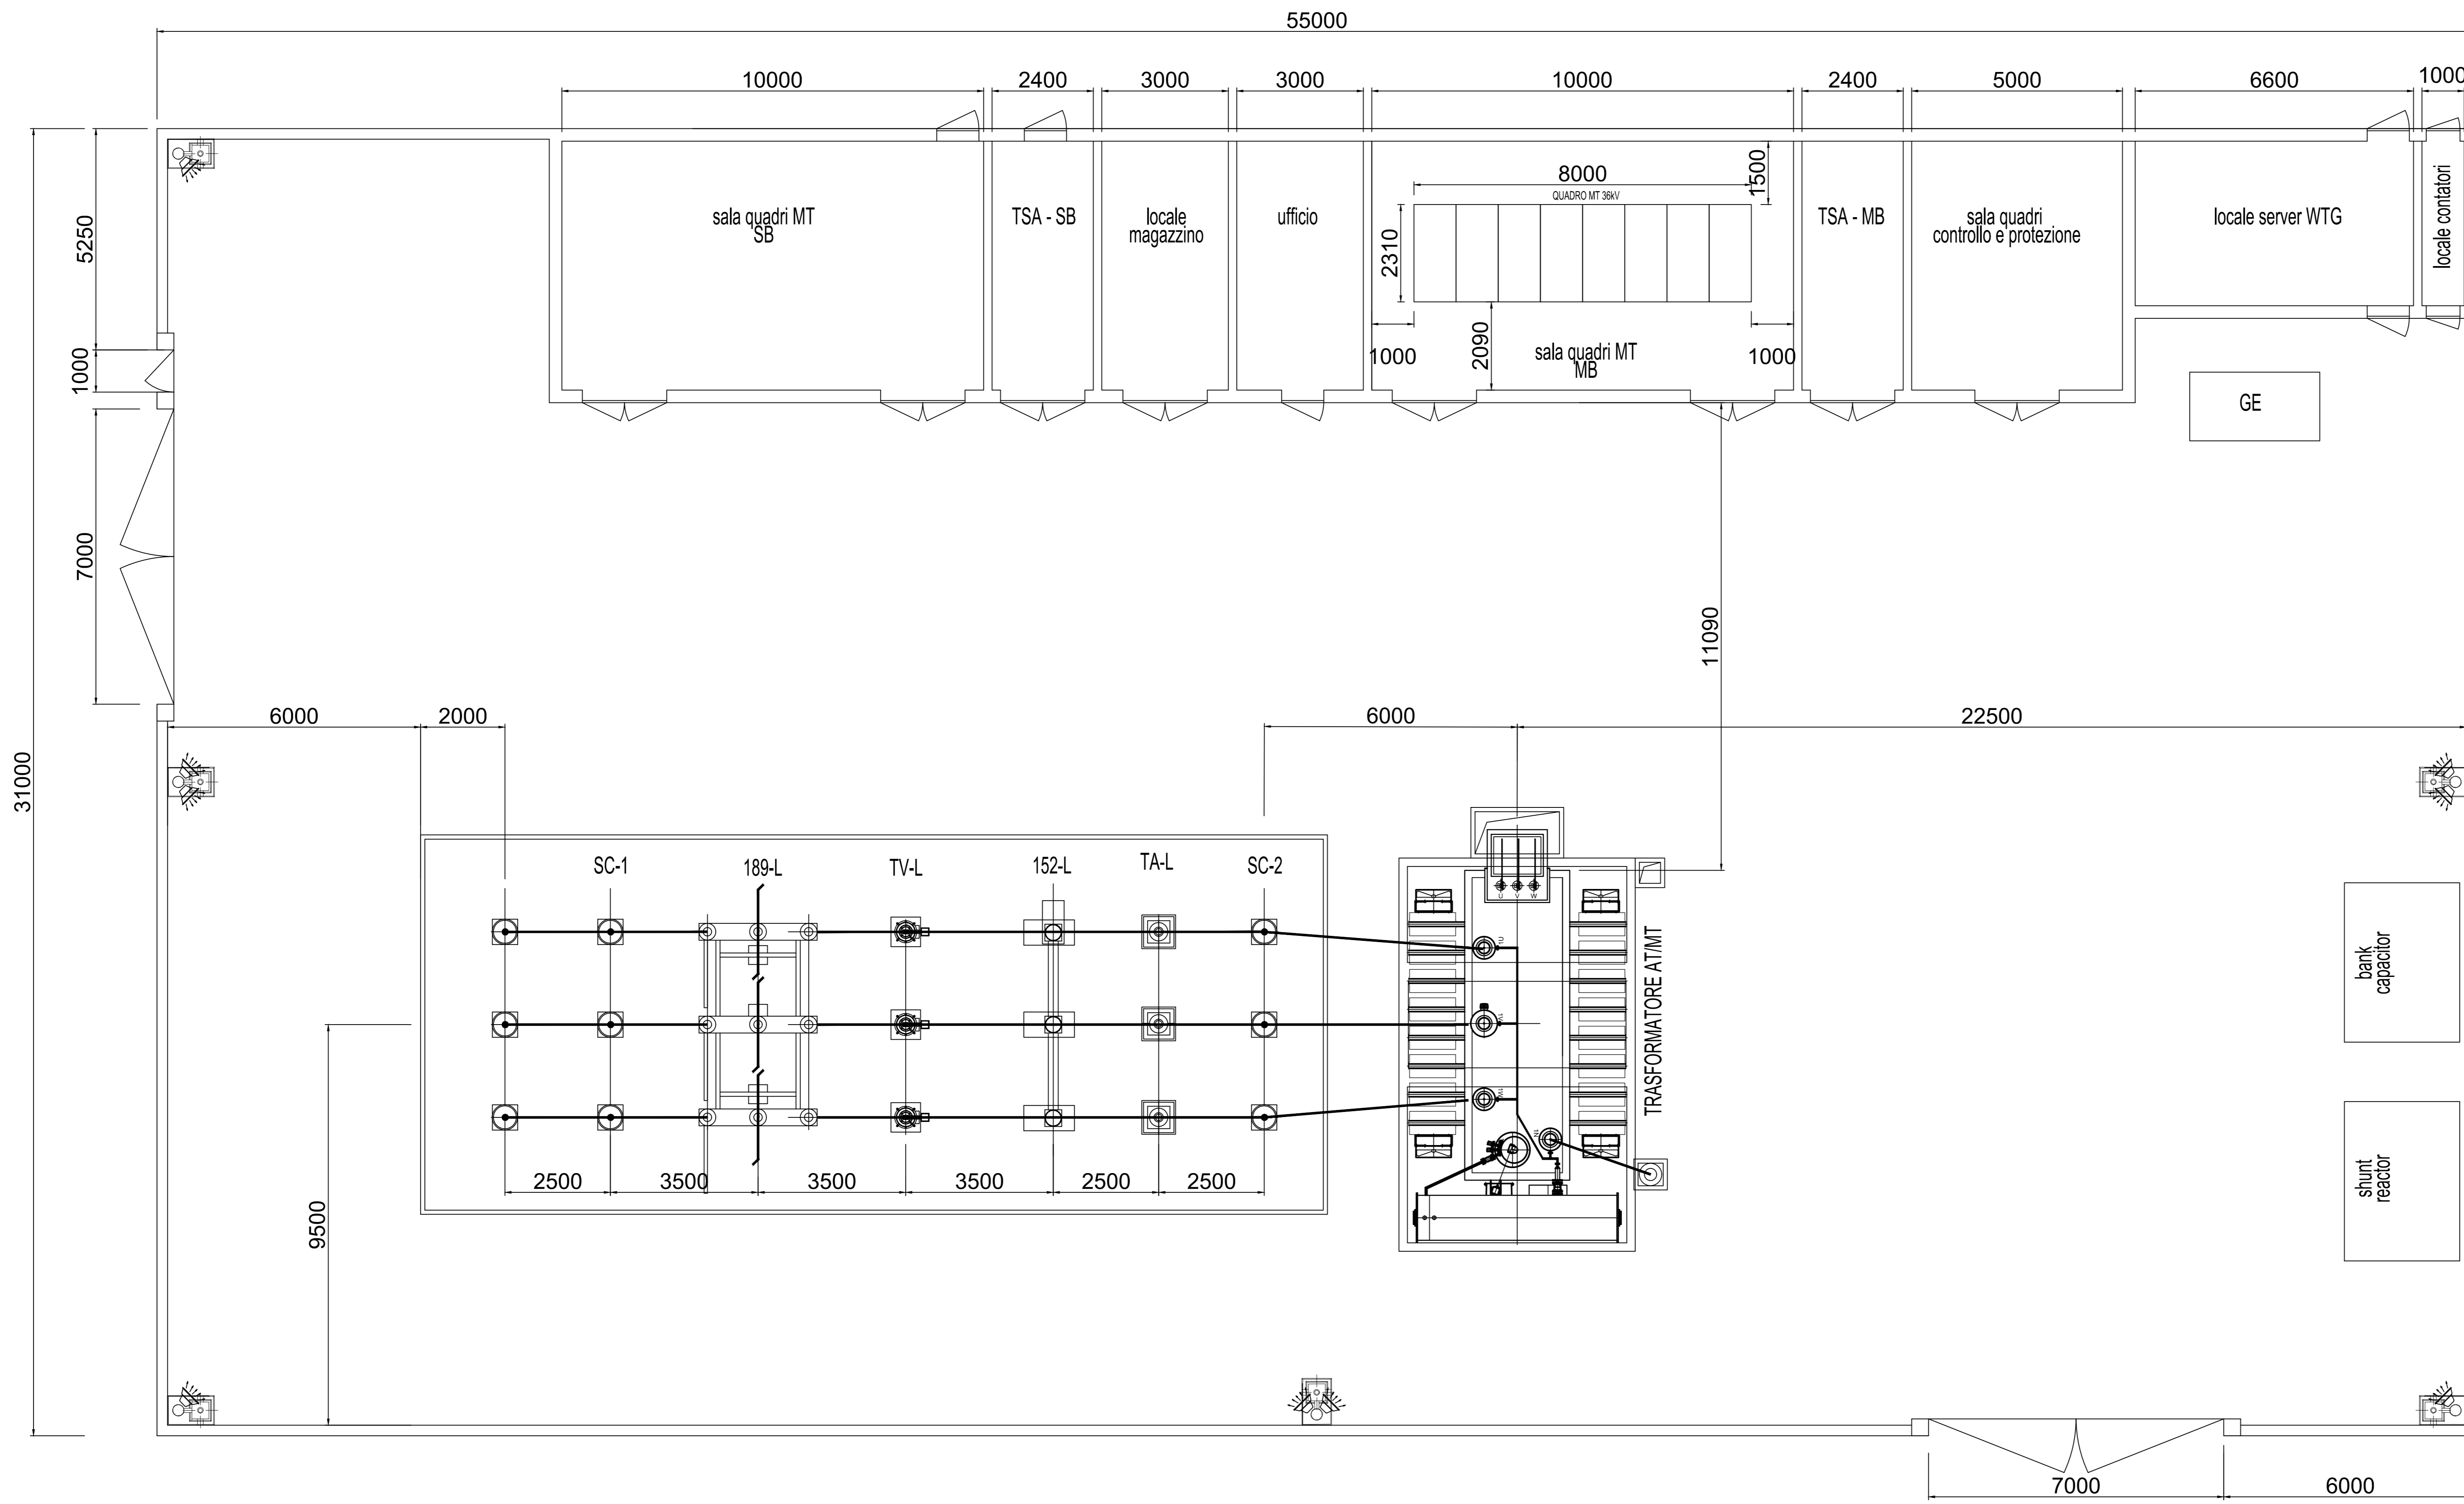 55000
10000
2400
3000
3000
10000
2400
5000
6600
1000
5250
1000
7000
31000
sala quadri MT
SB
TSA - SB
locale
magazzino
ufficio
8000
QUADRO MT 36kV
1500
2310
2090
1000
1000
sala quadri MT
MB
TSA - MB
sala quadri
controllo e protezione
locale server WTG
locale contatori
GE
11090
6000
2000
6000
22500
SC-1
189-L
TV-L
152-L
TA-L
SC-2
U
V
W
1U
1V
1W
1N
TRASFORMATORE AT/MT
bank
capacitor
shunt
reactor
2500
3500
3500
3500
2500
2500
9500
7000
6000